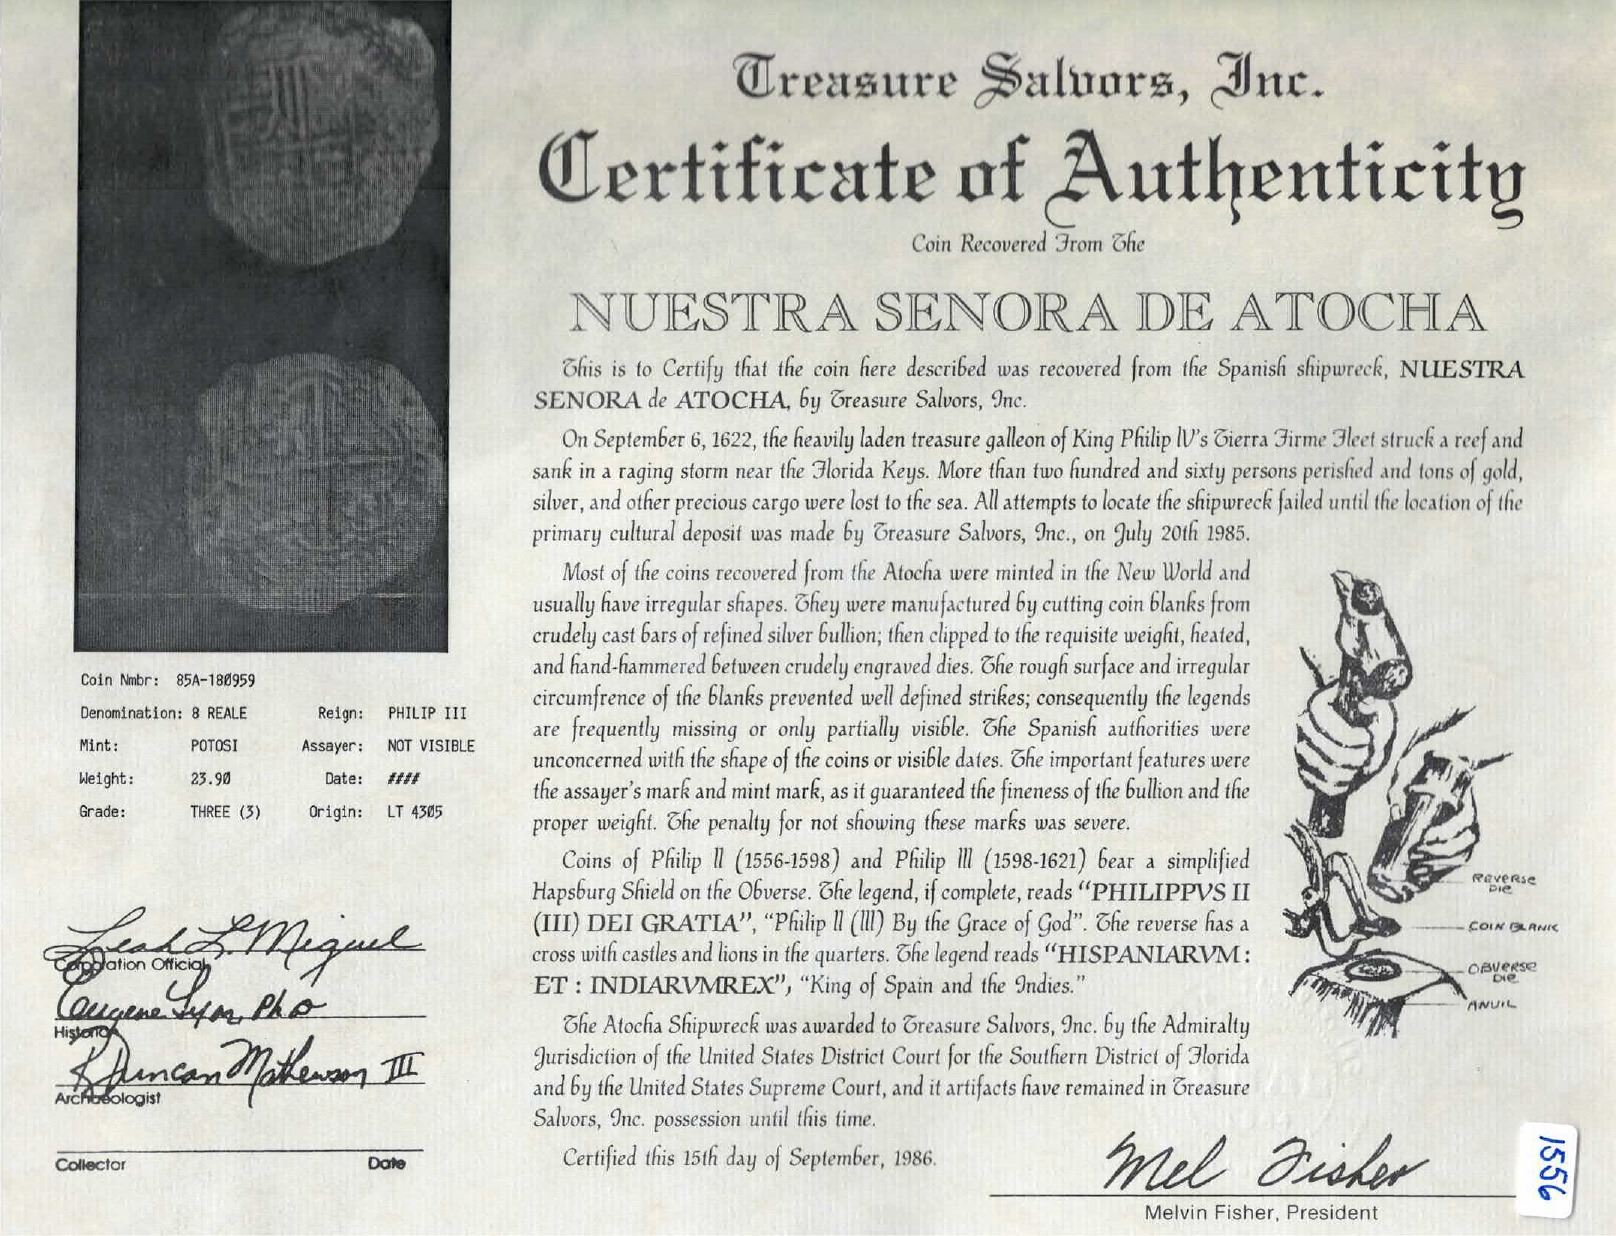 Treasure Salvors, Inc.
Certificate of Authenticity
Coin Recovered From The
NUESTRA SENORA DE ATOCHA
This is to Certify that the coin here described was recovered from the Spanish shipwreck, NUESTRA
SENORA de ATOCHA, by Treasure Salvors, Inc.
On September 6, 1622, the heavily laden treasure galleon of King Philip IV's Tierra Firme Fleet struck a reef and
sank in a raging storm near the Florida Keys. More than two hundred and sixty persons perished and tons of gold,
silver, and other precious cargo were lost to the sea. All attempts to locate the shipwreck failed until the location of the
primary cultural deposit was made by Treasure Salvors, Inc., on July 20th 1985.
Most of the coins recovered from the Atocha were minted in the New World and
usually have irregular shapes. They were manufactured by cutting coin blanks from
crudely cast bars of refined silver bullion; then clipped to the requisite weight, heated,
and hand-hammered between crudely engraved dies. The rough surface and irregular
circumfrence of the blanks prevented well defined strikes; consequently the legends
are frequently missing or only partially visible. The Spanish authorities were
unconcerned with the shape of the coins or visible dates. The important features were
the assayer's mark and mint mark, as it guaranteed the fineness of the bullion and the
proper weight. The penalty for not showing these marks was severe.
Coins of Philip II (1556-1598) and Philip III (1598-1621) bear a simplified
Hapsburg Shield on the Obverse. The legend, if complete, reads "PHILIPPVS II
(III) DEI GRATIA", "Philip II (III) By the Grace of God". The reverse has a
cross with castles and lions in the quarters. The legend reads "HISPANIARVM :
ET : INDIARVMREX", "King of Spain and the Indies."
The Atocha Shipwreck was awarded to Treasure Salvors, Inc. by the Admiralty
Jurisdiction of the United States District Court for the Southern District of Florida
and by the United States Supreme Court, and it artifacts have remained in Treasure
Salvors, Inc. possession until this time.
Certified this 15th day of September, 1986.
Mel Fisher
Melvin Fisher, President
REVERSE
DIE
COIN BLANK
OBVERSE
DIE
ANVIL
1556
Coin Nmbr: 85A-180959
Denomination: 8 REALE Reign: PHILIP III
Mint: POTOSI Assayer: NOT VISIBLE
Weight: 23.90 Date: ####
Grade: THREE (3) Origin: LT 4305
Leah L. Miguel
Corporation Official
Eugene Lyon, PhD
Historian
R Duncan Mathewson III
Archaeologist
Collector Date